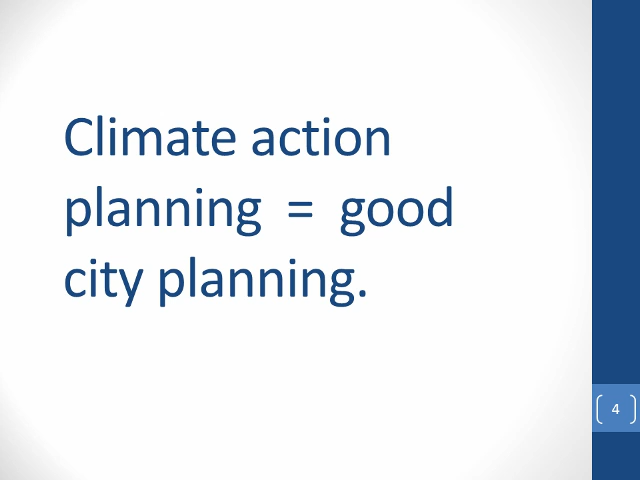 Climate action
planning = good
city planning.
4